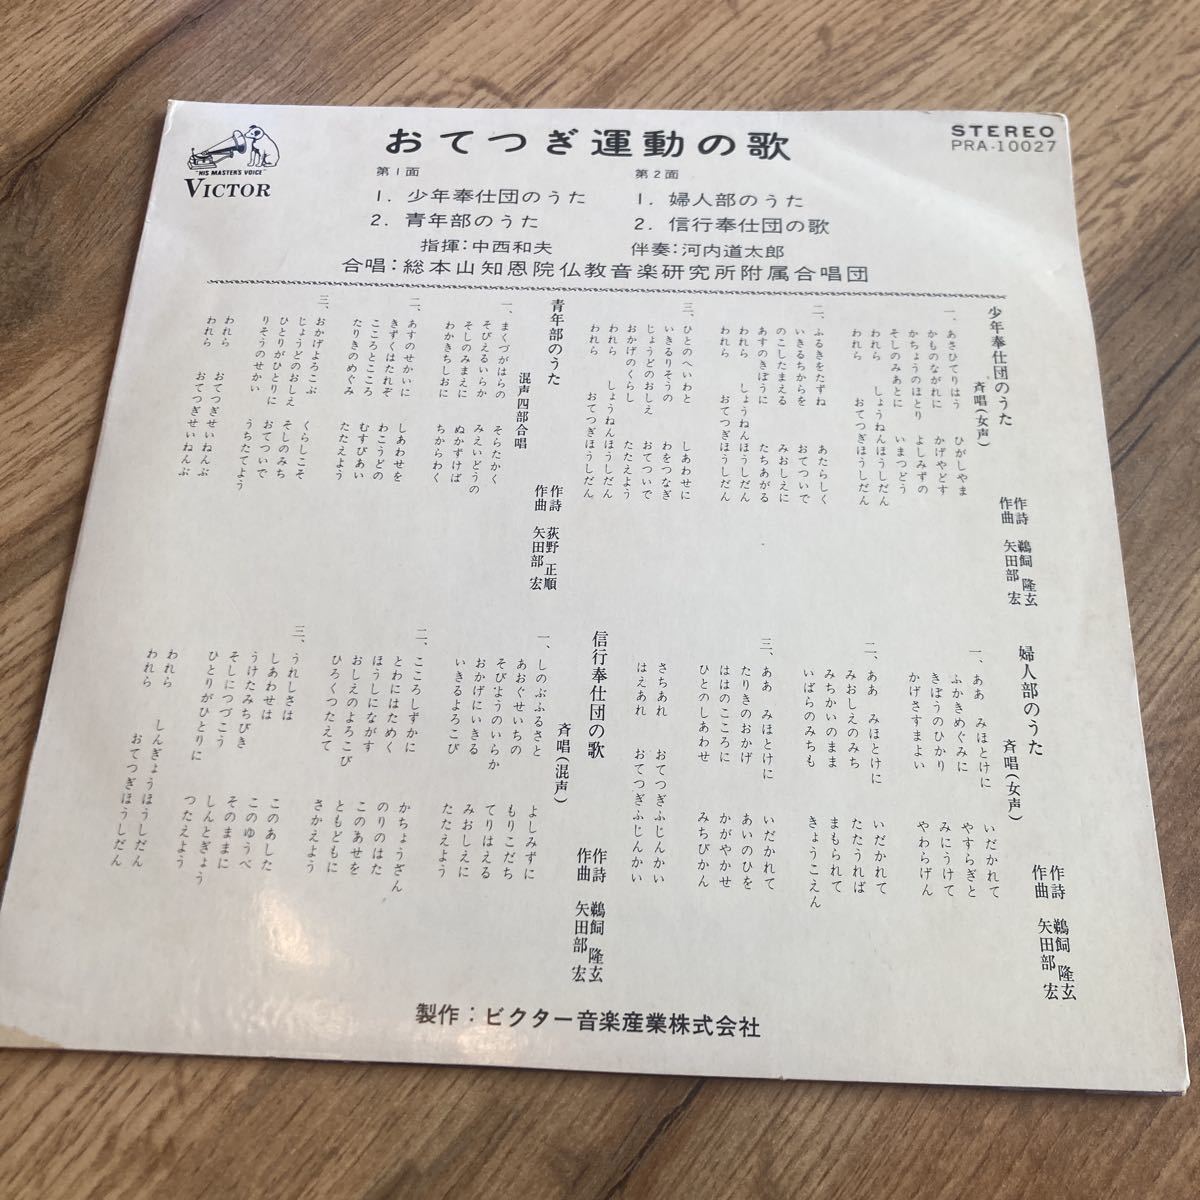 "HIS MASTER'S VOICE"
VICTOR
おてつぎ運動の歌
STEREO
PRA-10027
第1面
1. 少年奉仕団のうた
2. 青年部のうた
第2面
1. 婦人部のうた
2. 信行奉仕団の歌
指揮:中西和夫 伴奏:河内道太郎
合唱:総本山知恩院仏教音楽研究所附属合唱団
少年奉仕団のうた
斉唱(女声)
作詩 鵜飼 隆玄
作曲 矢田部 宏
一、あさひてりはう ひがしやま
かものながれに かげやどす
かちょうのほとり よしみずの
そしのみあとに いまつどう
われら しょうねんほうしだん
われら おてつぎほうしだん
二、ふるきをたずね あたらしく
いきるちからを おてついで
のこしたまえる みおしえに
あすのきぼうに たちあがる
われら しょうねんほうしだん
われら おてつぎほうしだん
三、ひとのへいわと しあわせに
いきるりそうの わをつなぎ
じょうどのおしえ おてついで
おかげのくらし たたえよう
われら しょうねんほうしだん
われら おてつぎほうしだん
青年部のうた
混声四部合唱
作詩 荻野 正順
作曲 矢田部 宏
一、まくづがはらの そらたかく
そびえるいらか みえいどうの
そしのみまえに ぬかずけば
わかきちしおに ちからわく
二、あすのせかいに しあわせを
きずくはたれぞ わこうどの
こころとこころ むすびあい
たりきのめぐみ たたえよう
三、おかげよろこぶ くらしこそ
じょうどのおしえ そしのみち
ひとりがひとりに おてついで
りそうのせかい うちたてよう
われら おてつぎせいねんぶ
われら おてつぎせいねんぶ
婦人部のうた
斉唱(女声)
作詩 鵜飼 隆玄
作曲 矢田部 宏
一、ああ みほとけに いだかれて
ふかきめぐみに やすらぎと
きぼうのひかり みにうけて
かげさすまよい やわらげん
二、ああ みほとけに いだかれて
みおしえのみち たたうれば
みちかいのまま まもられて
いばらのみちも きょうこえん
三、ああ みほとけに いだかれて
たりきのおかげ あいのひを
ははのこころに かがやかせ
ひとのしあわせ みちびかん
さちあれ おてつぎふじんかい
はえあれ おてつぎふじんかい
信行奉仕団の歌
斉唱(混声)
作詩 鵜飼 隆玄
作曲 矢田部 宏
一、しのぶふるさと よしみずに
あおぐせいちの もりこだち
そびようのいらか てりはえる
おかげにいきる みおしえに
いきるよろこび たたえよう
二、こころしずかに かちょうざん
とわにはためく のりのはた
ほうしにながす このあせを
おしえのよろこび ともどもに
ひろくつたえて さかえよう
三、うれしさは このあした
しあわせは このゆうべ
うけたみちびき そのままに
そしにつづこう しんとぎょう
ひとりがひとりに つたえよう
われら しんぎょうほうしだん
われら おてつぎほうしだん
製作:ビクター音楽産業株式会社